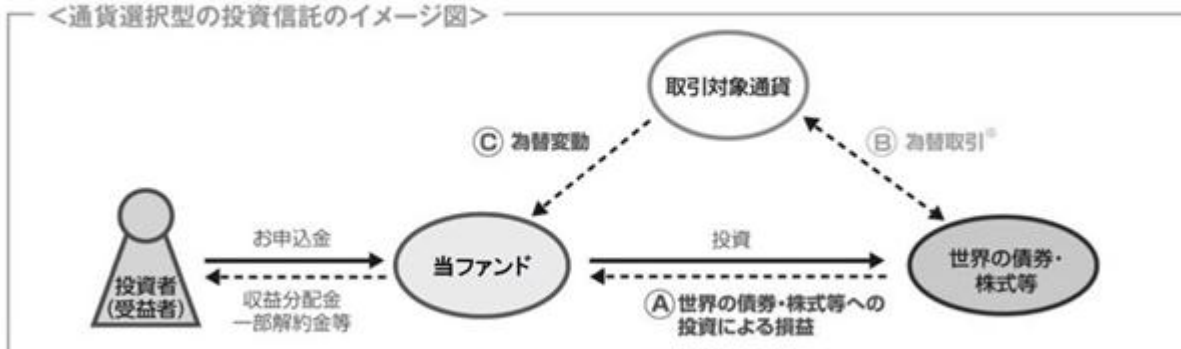 <通貨選択型の投資信託のイメージ図>
取引対象通貨
Ⓒ 為替変動
Ⓑ 為替取引※
お申込金
投資
投資者
(受益者)
当ファンド
世界の債券・
株式等
収益分配金
一部解約金等
Ⓐ 世界の債券・株式等への
投資による損益